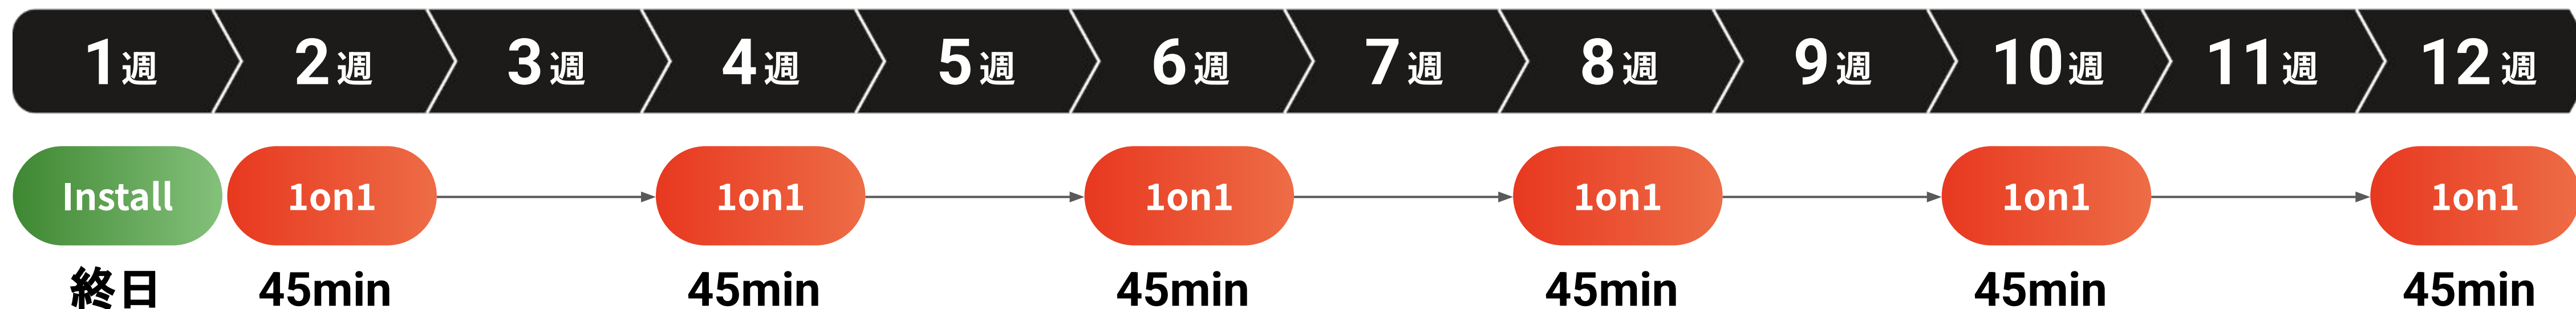 1週 2週 3週 4週 5週 6週 7週 8週 9週 10週 11週 12週
Install 1on1 1on1 1on1 1on1 1on1 1on1
終日 45min 45min 45min 45min 45min 45min